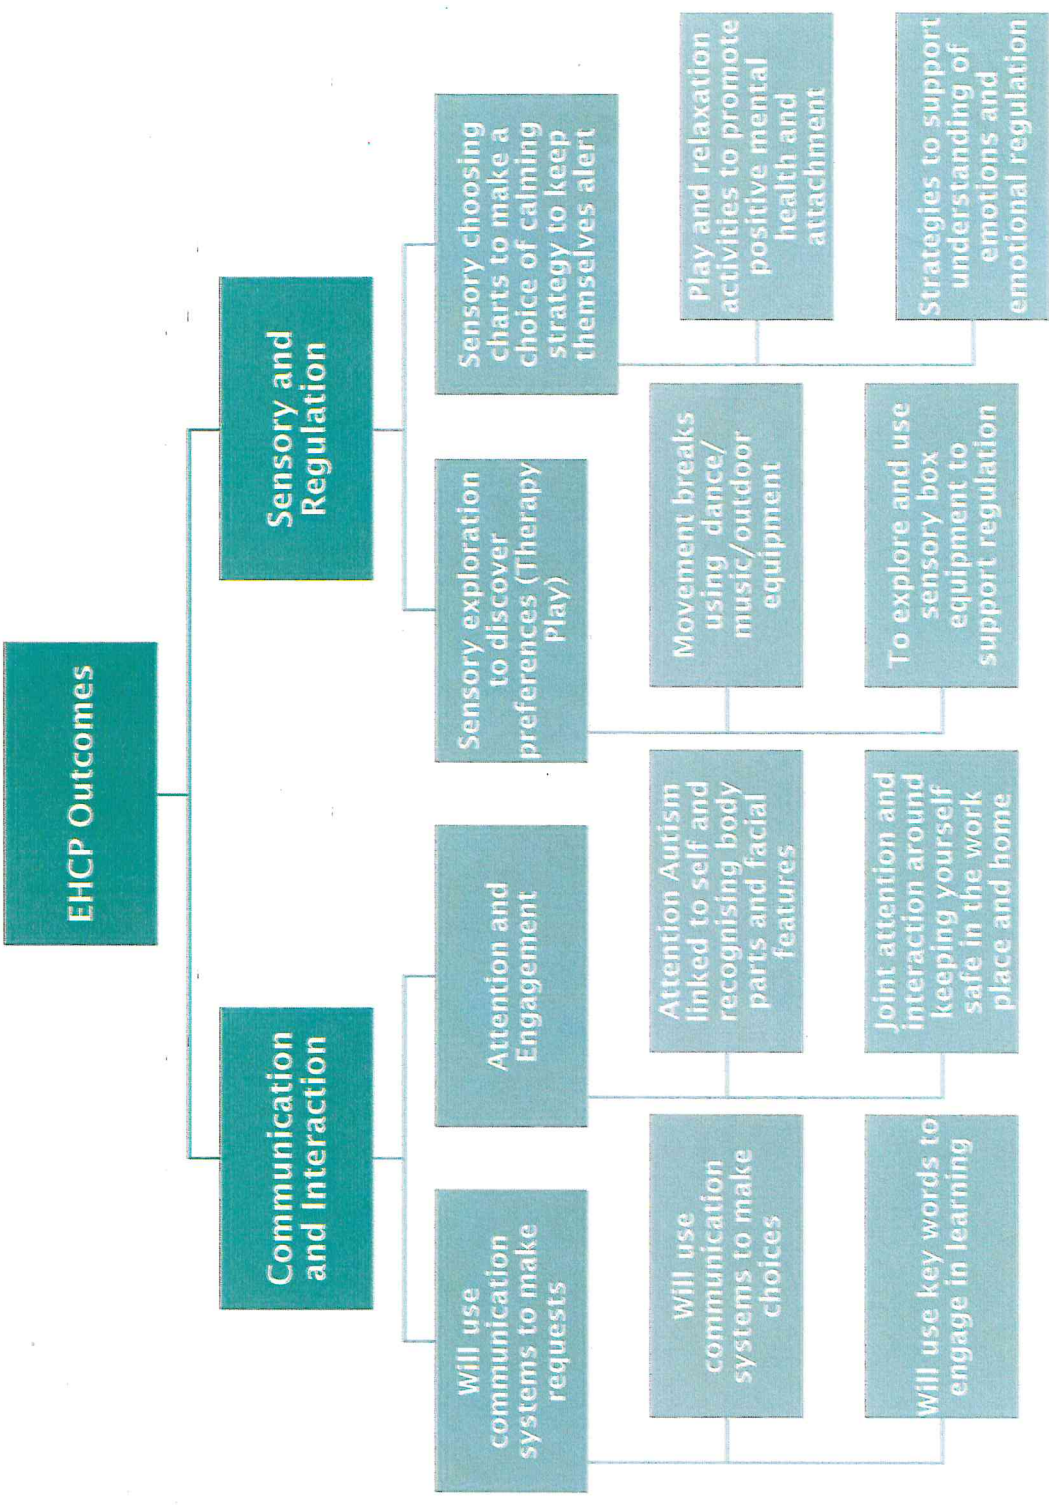 EHCP Outcomes
Communication
and Interaction
Sensory and
Regulation
Will use
communication
systems to make
requests
Attention and
Engagement
Sensory exploration
to discover
preferences (Therapy
Play)
Sensory choosing
charts to make a
choice of calming
strategy to keep
themselves alert
Will use
communication
systems to make
choices
Attention Autism
linked to self and
recognising body
parts and facial
features
Movement breaks
using dance/
music/outdoor
equipment
Play and relaxation
activities to promote
positive mental
health and
attachment
Will use key words to
engage in learning
Joint attention and
interaction around
keeping yourself
safe in the work
place and home
To explore and use
sensory box
equipment to
support regulation
Strategies to support
understanding of
emotions and
emotional regulation